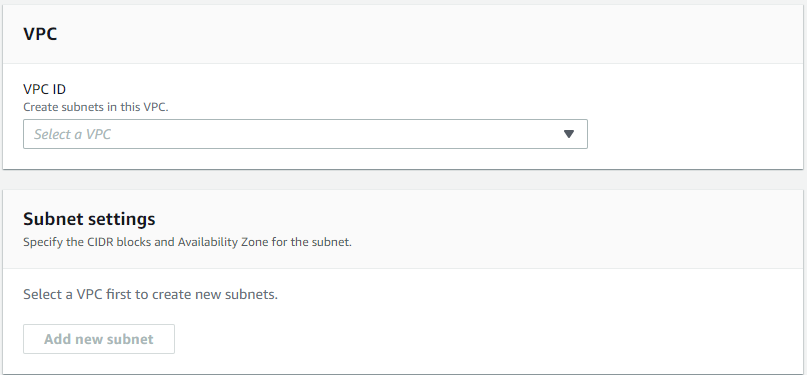 VPC
VPC ID
Create subnets in this VPC.
Select a VPC
Subnet settings
Specify the CIDR blocks and Availability Zone for the subnet.
Select a VPC first to create new subnets.
Add new subnet